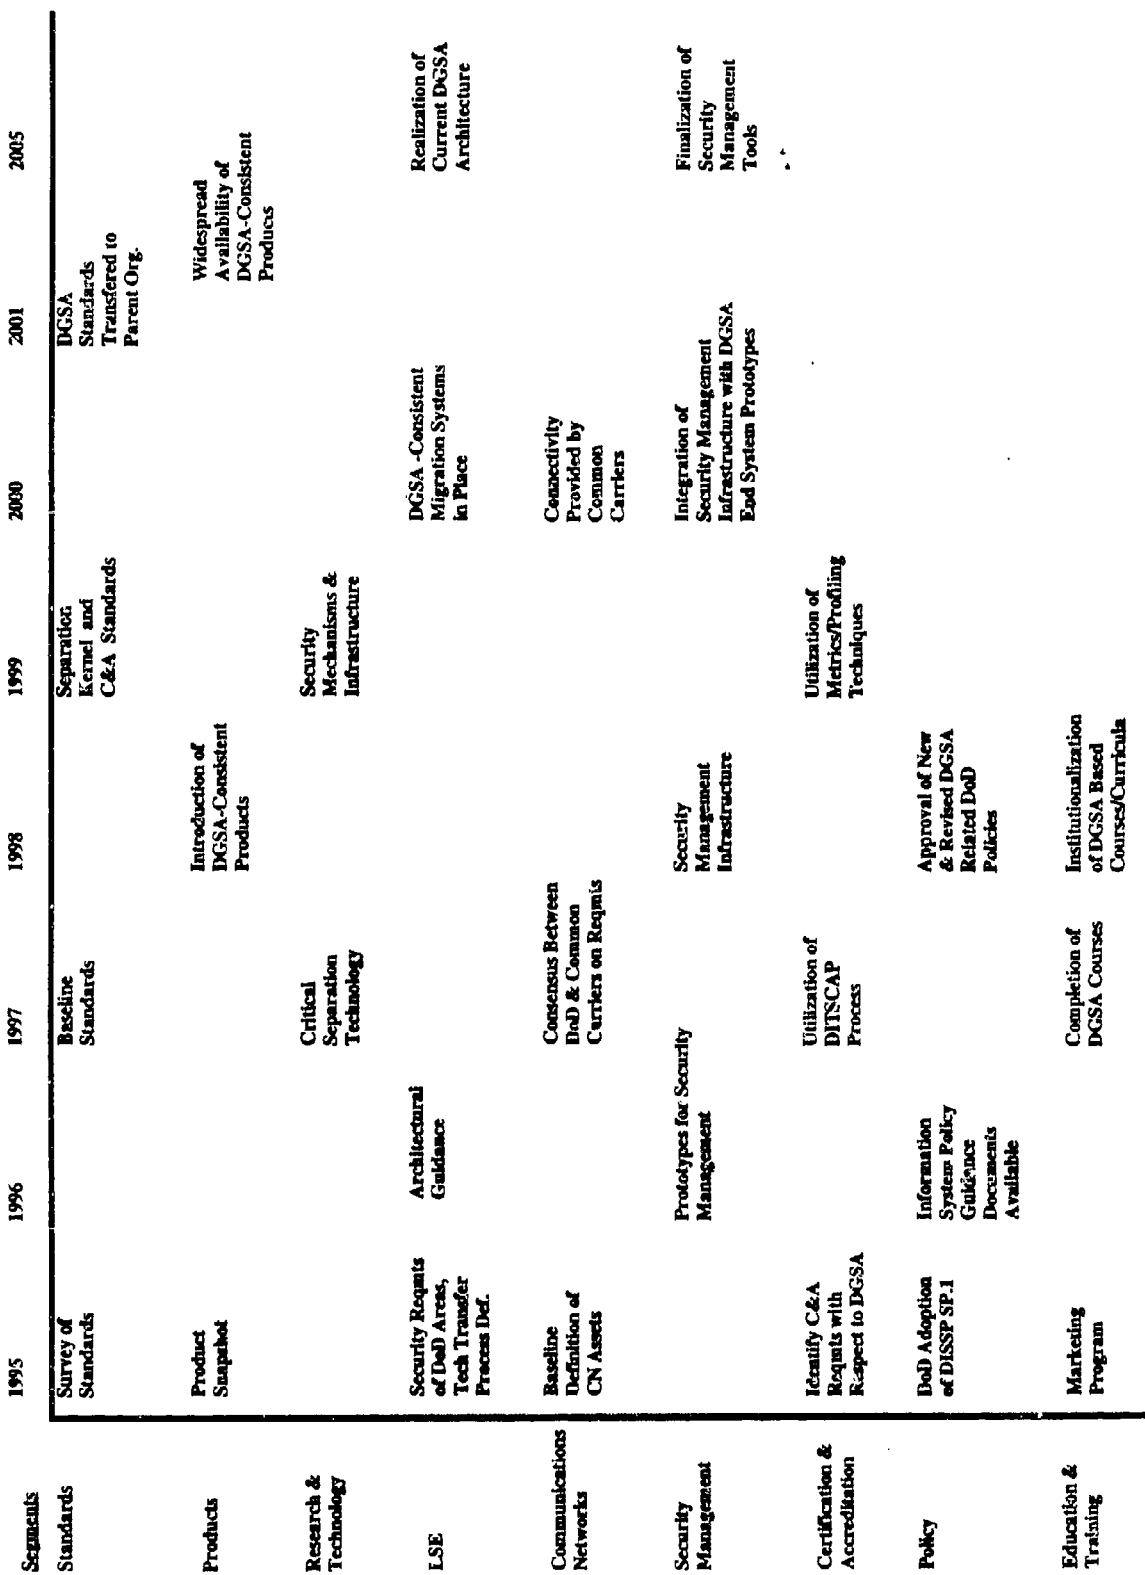 Segments
1995
1996
1997
1998
1999
2000
2001
2005
Standards
Survey of
Standards
Baseline
Standards
Separation
Kernel and
C&A Standards
DGSA
Standards
Transfered to
Parent Org.
Products
Product
Snapshot
Introduction of
DGSA-Consistent
Products
Widespread
Availability of
DGSA-Consistent
Products
Research &
Technology
Critical
Separation
Technology
Security
Mechanisms &
Infrastructure
LSE
Security Reqmts
of DoD Areas,
Tech Transfer
Process Def.
Architectural
Guidance
DGSA -Consistent
Migration Systems
in Place
Realization of
Current DGSA
Architecture
Communications
Networks
Baseline
Definition of
CN Assets
Consensus Between
DoD & Common
Carriers on Reqmts
Connectivity
Provided by
Common
Carriers
Security
Management
Prototypes for Security
Management
Security
Management
Infrastructure
Integration of
Security Management
Infrastructure with DGSA
End System Prototypes
Finalization of
Security
Management
Tools
Certification &
Accreditation
Identify C&A
Reqmts with
Respect to DGSA
Utilization of
DITSCAP
Process
Utilization of
Metrics/Profiling
Techniques
Policy
DoD Adoption
of DISSP SP.1
Information
System Policy
Guidance
Documents
Available
Approval of New
& Revised DGSA
Related DoD
Policies
Education &
Training
Marketing
Program
Completion of
DGSA Courses
Institutionalization
of DGSA Based
Courses/Curricula